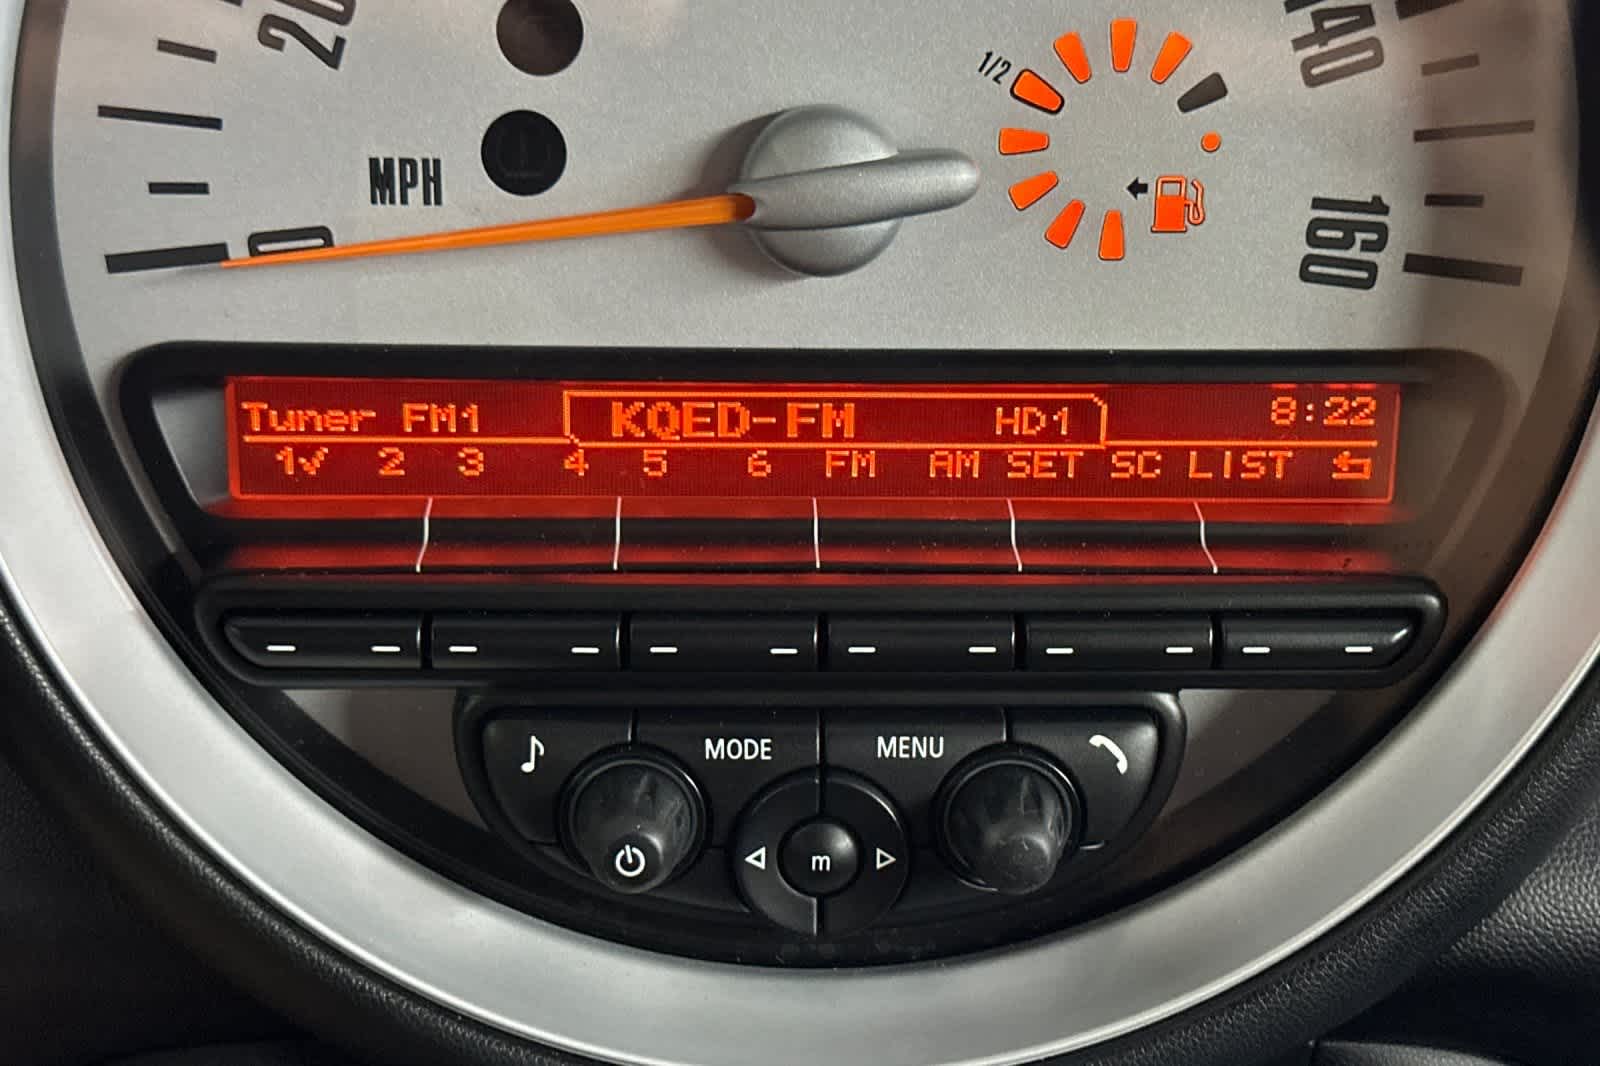 20
MPH
0
1/2
140
160
Tuner FM1 KQED-FM HD1 8:22
1✓ 2 3 4 5 6 FM AM SET SC LIST
MODE MENU
m